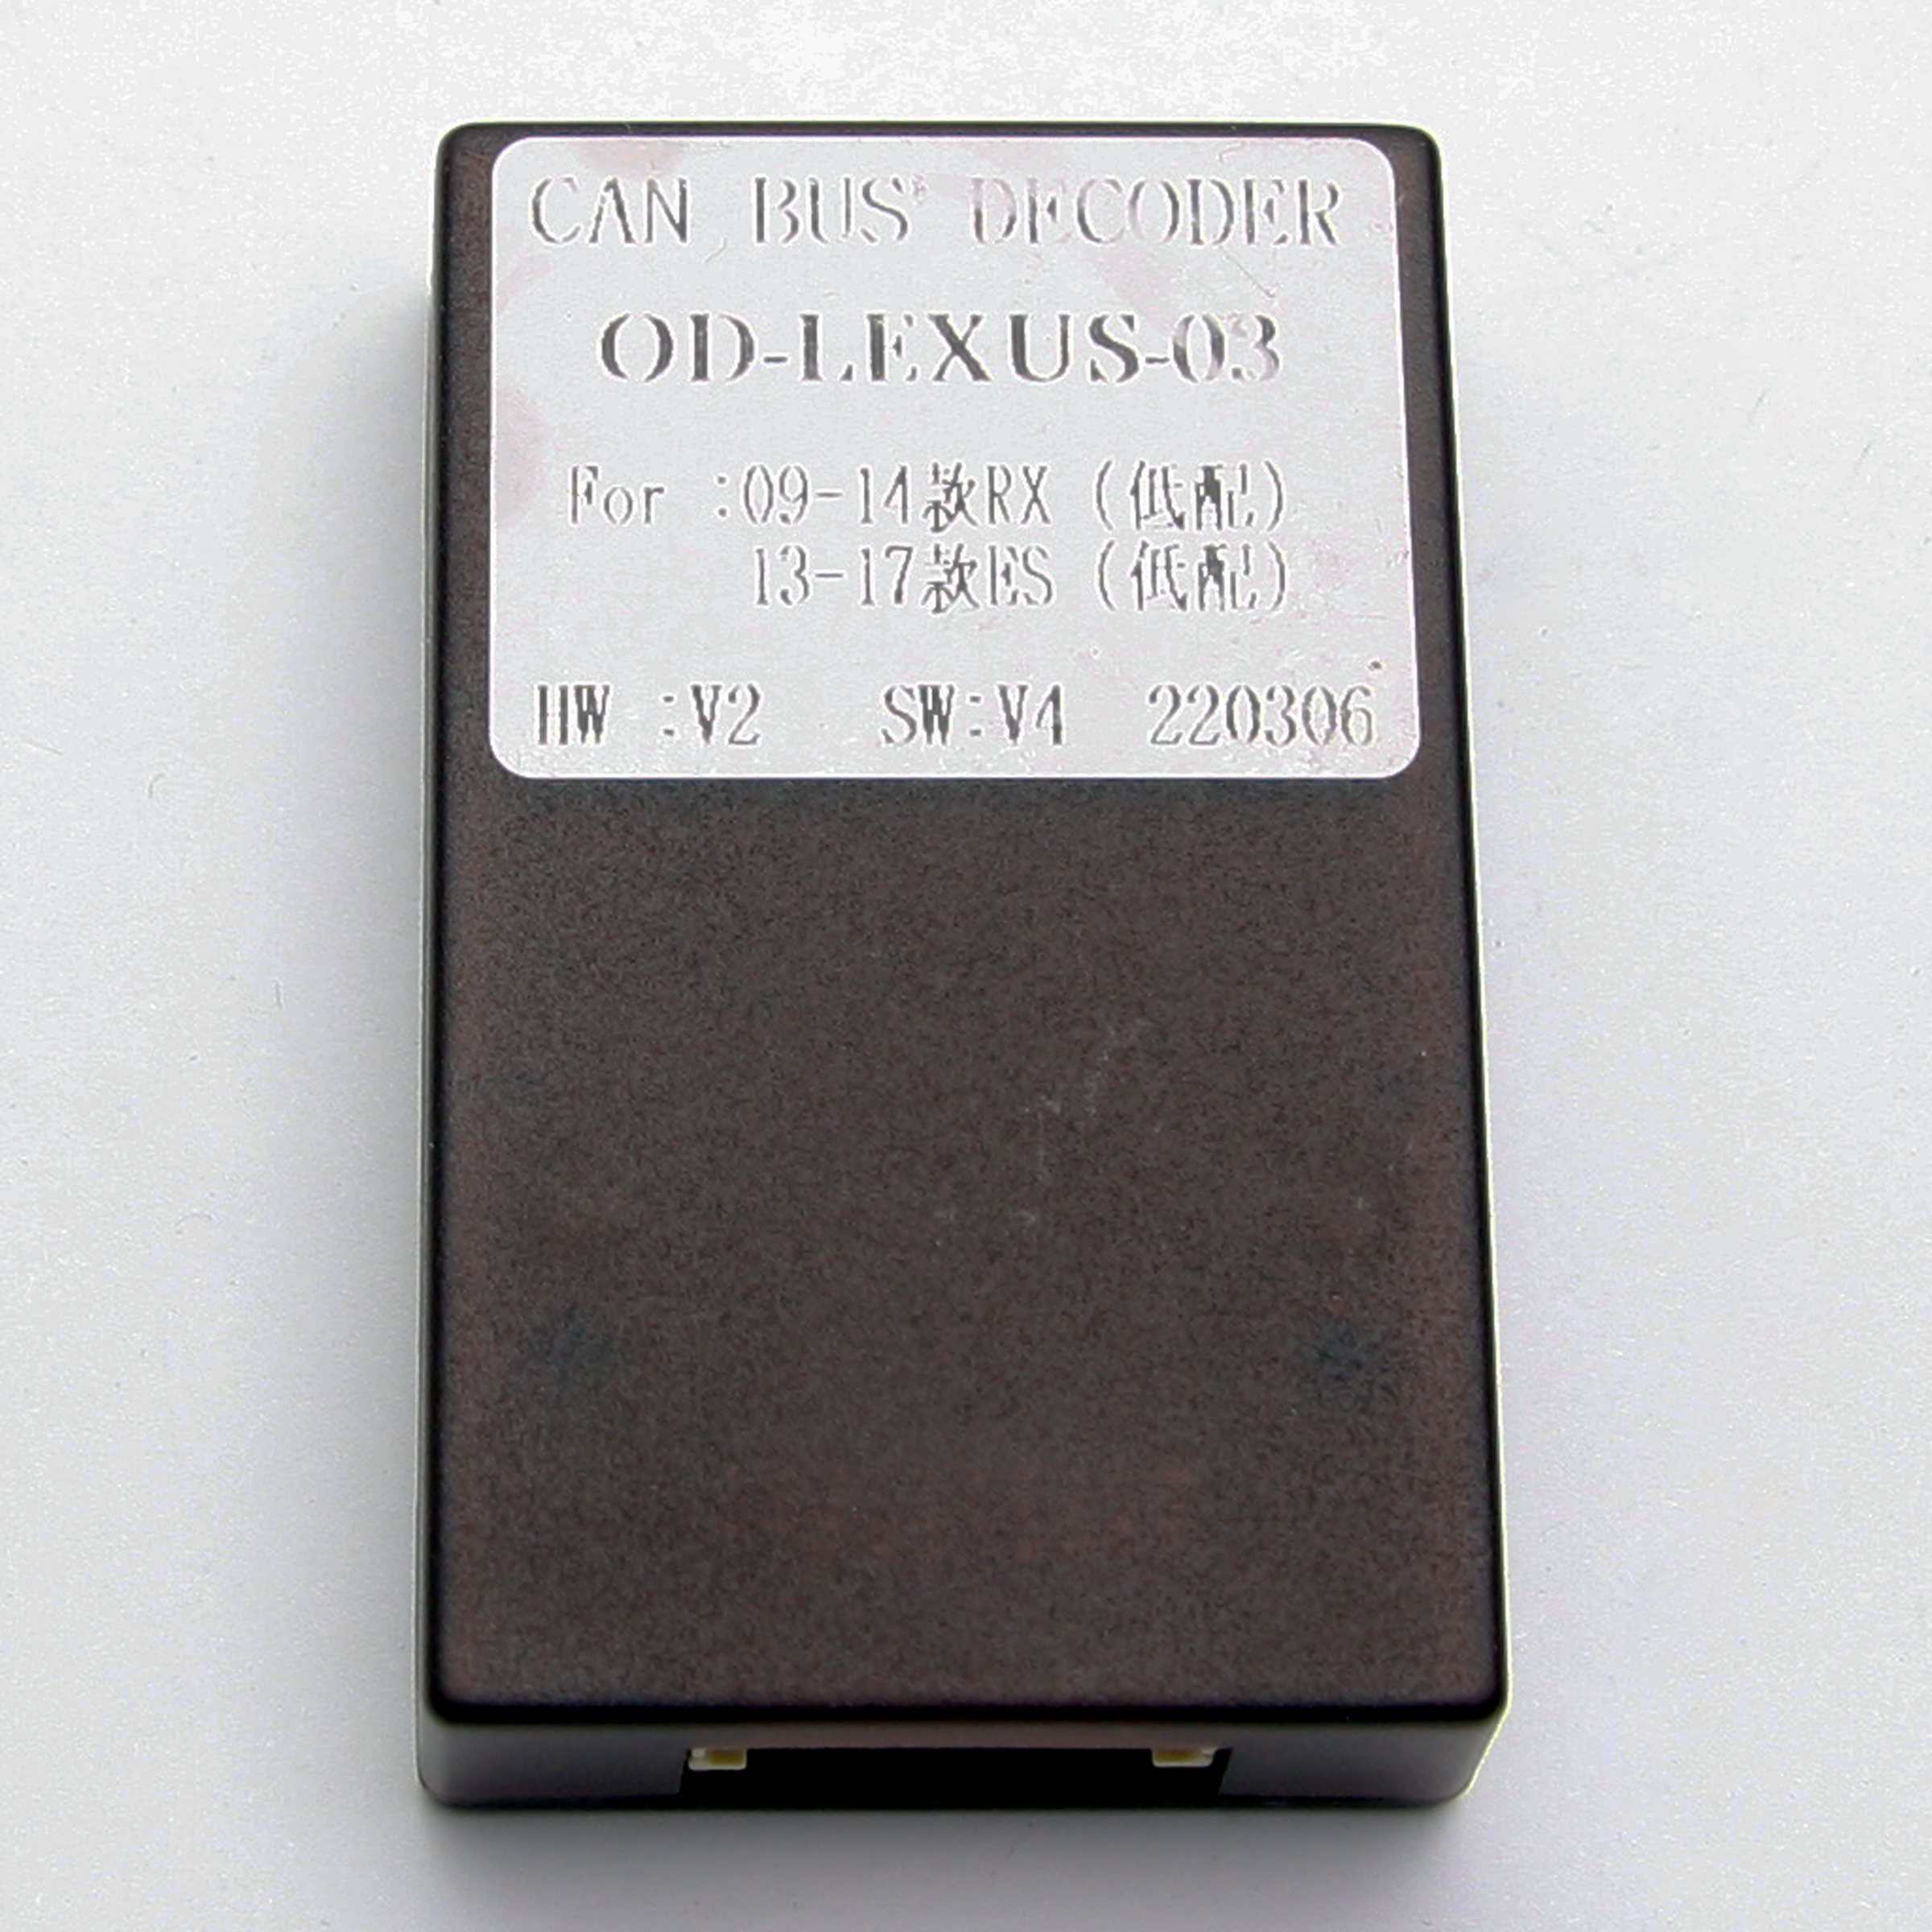 CAN BUS DECODER
OD-LEXUS-03
For :09-14款RX (低配)
13-17款ES (低配)
HW :V2 SW:V4 220306